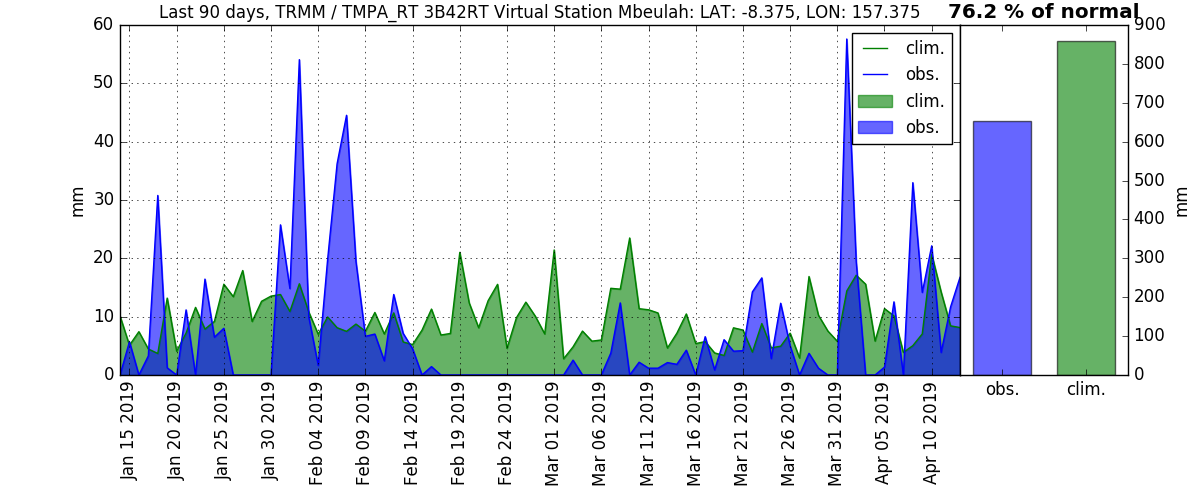 Last 90 days, TRMM / TMPA_RT 3B42RT Virtual Station Mbeulah: LAT: -8.375, LON: 157.375
76.2 % of normal
clim.
obs.
clim.
obs.
mm
60
50
40
30
20
10
0
Jan 15 2019
Jan 20 2019
Jan 25 2019
Jan 30 2019
Feb 04 2019
Feb 09 2019
Feb 14 2019
Feb 19 2019
Feb 24 2019
Mar 01 2019
Mar 06 2019
Mar 11 2019
Mar 16 2019
Mar 21 2019
Mar 26 2019
Mar 31 2019
Apr 05 2019
Apr 10 2019
900
800
700
600
500
400
300
200
100
0
mm
obs.
clim.